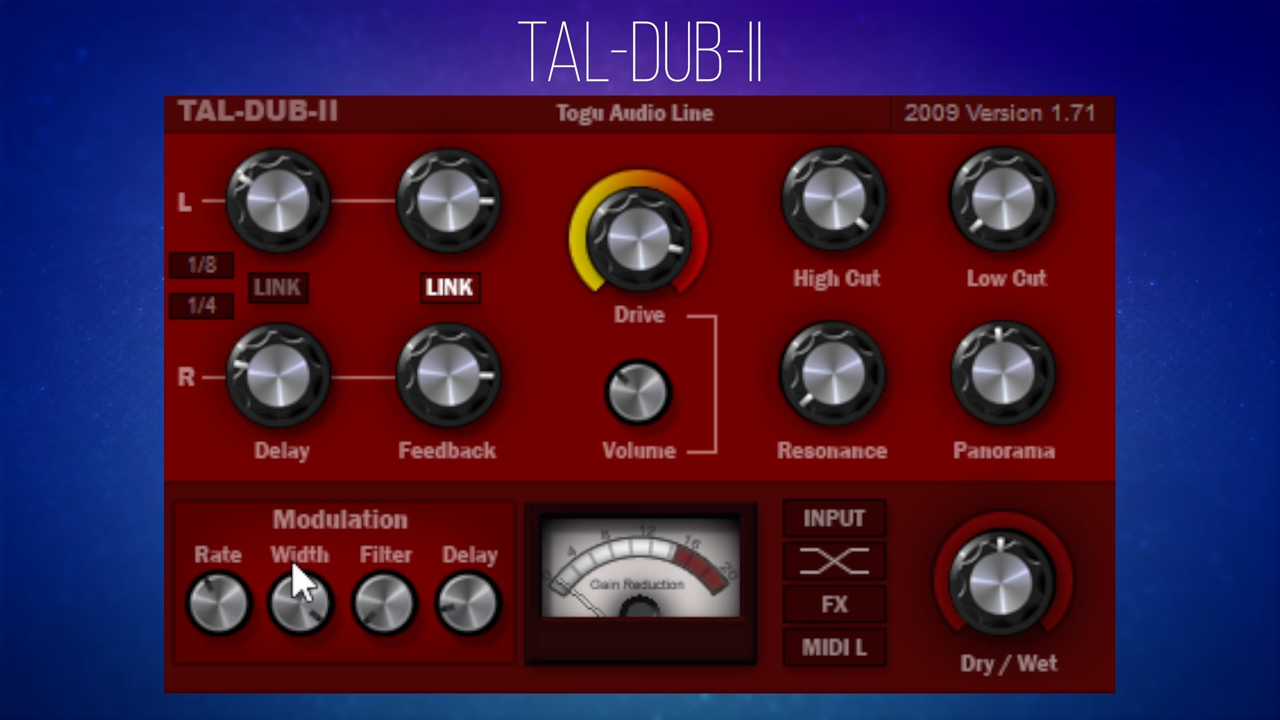 TAL-DUB-II
TAL-DUB-II Togu Audio Line 2009 Version 1.71
L
1/8
LINK LINK
1/4
High Cut Low Cut
Drive
R
Delay Feedback Volume Resonance Panorama
Modulation
Rate Width Filter Delay
0 4 8 12 16 20
Gain Reduction
INPUT
FX
MIDI L
Dry / Wet